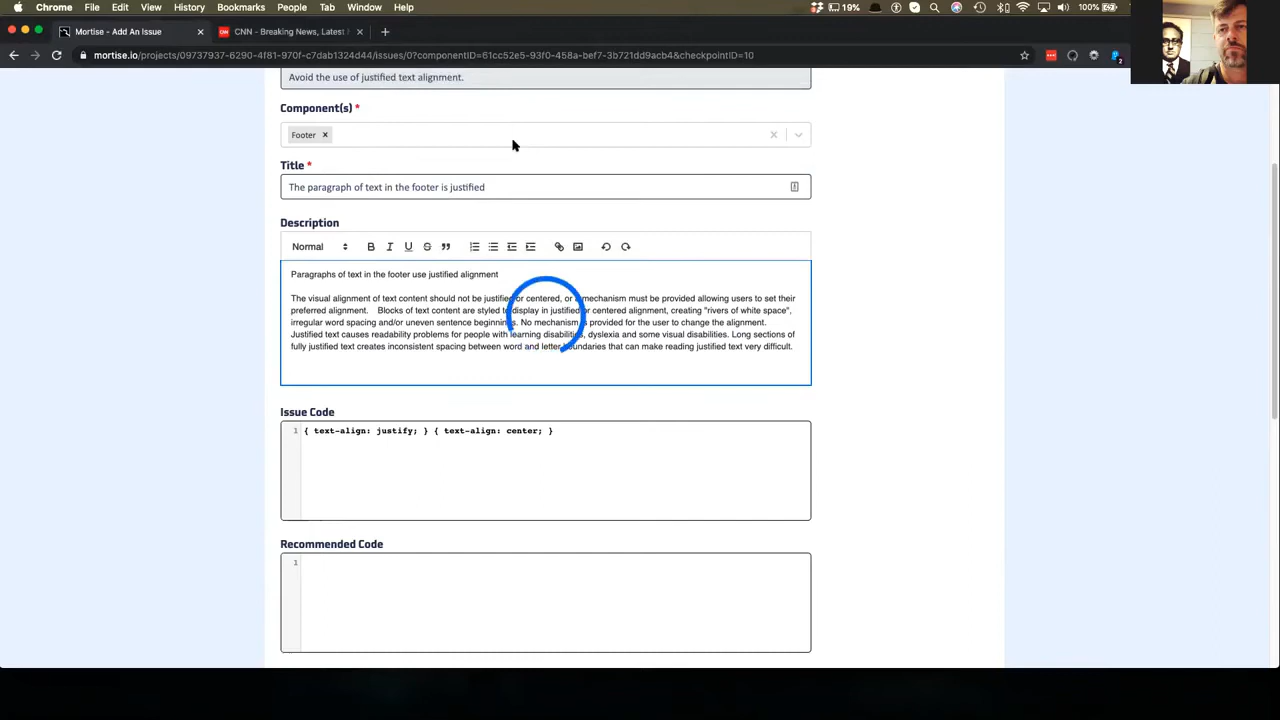 Chrome File Edit View History Bookmarks People Tab Window Help 19% 100%
Mortise - Add An Issue CNN - Breaking News, Latest
mortise.io/projects/09737937-6290-4f81-970f-c7dab1324d44/issues/0?componentID=61cc52e5-93f0-458a-bef7-3b721dd9acb4&checkpointID=10
Avoid the use of justified text alignment.
Component(s) *
Footer
Title *
The paragraph of text in the footer is justified
Description
Normal B I U S
Paragraphs of text in the footer use justified alignment
The visual alignment of text content should not be justified or centered, or a mechanism must be provided allowing users to set their
preferred alignment. Blocks of text content are styled to display in justified or centered alignment, creating "rivers of white space",
irregular word spacing and/or uneven sentence beginnings. No mechanism is provided for the user to change the alignment.
Justified text causes readability problems for people with learning disabilities, dyslexia and some visual disabilities. Long sections of
fully justified text creates inconsistent spacing between word and letter boundaries that can make reading justified text very difficult.
Issue Code
1 { text-align: justify; } { text-align: center; }
Recommended Code
1